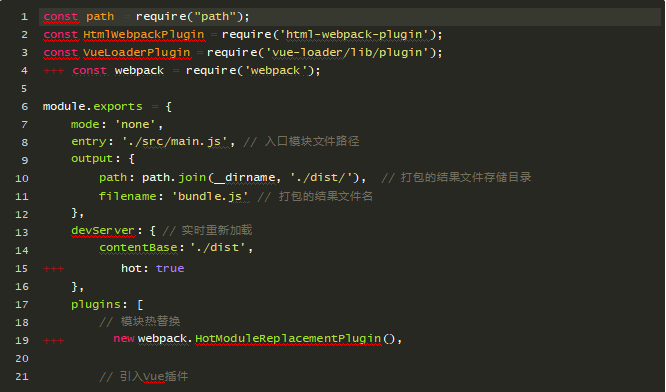 1 const path = require("path");
2 const HtmlWebpackPlugin = require('html-webpack-plugin');
3 const VueLoaderPlugin = require('vue-loader/lib/plugin');
4 +++ const webpack = require('webpack');
5
6 module.exports = {
7 mode: 'none',
8 entry: './src/main.js', // 入口模块文件路径
9 output: {
10 path: path.join(__dirname, './dist/'), // 打包的结果文件存储目录
11 filename: 'bundle.js' // 打包的结果文件名
12 },
13 devServer: { // 实时重新加载
14 contentBase: './dist',
15 +++ hot: true
16 },
17 plugins: [
18 // 模块热替换
19 +++ new webpack.HotModuleReplacementPlugin(),
20
21 // 引入Vue插件